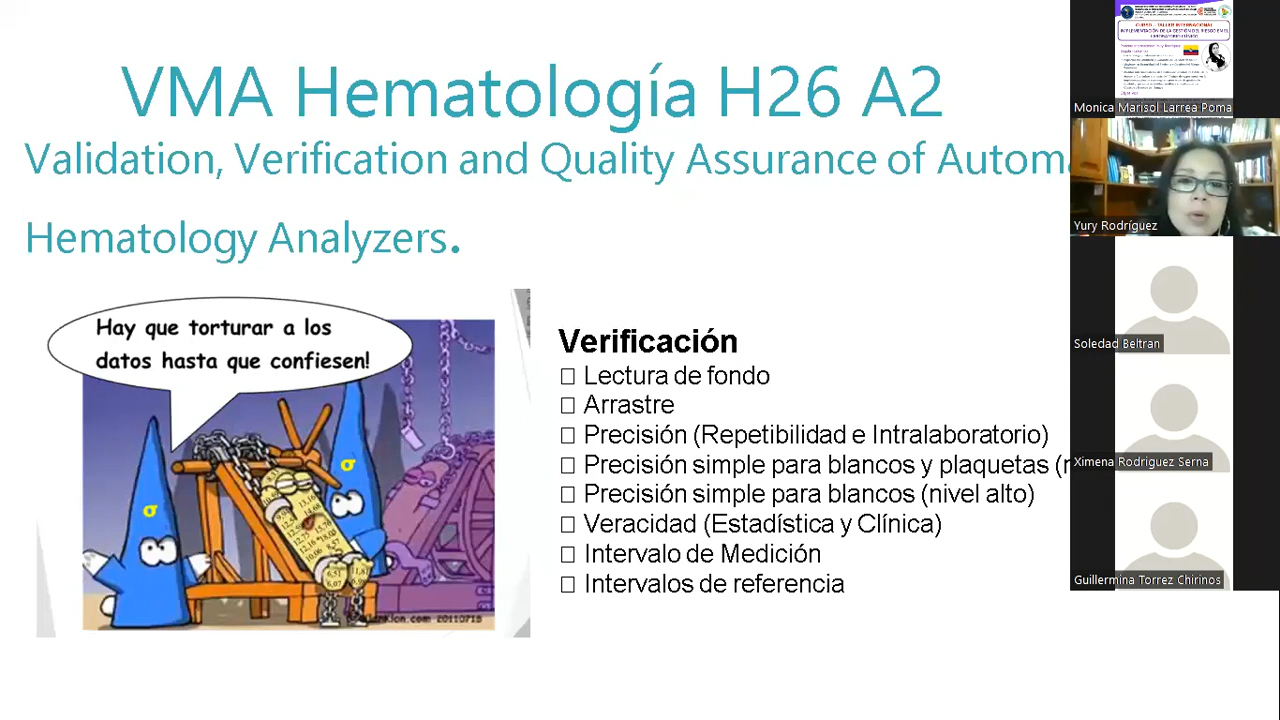 VMA Hematología H26 A2
Validation, Verification and Quality Assurance of Autom
Hematology Analyzers.
Hay que torturar a los
datos hasta que confiesen!
σ
σ
Verificación
Lectura de fondo
Arrastre
Precisión (Repetibilidad e Intralaboratorio)
Precisión simple para blancos y plaquetas (
Precisión simple para blancos (nivel alto)
Veracidad (Estadística y Clínica)
Intervalo de Medición
Intervalos de referencia
CURSO - TALLER INTERNACIONAL
Monica Marisol Larrea Poma
Yury Rodríguez
Soledad Beltran
Ximena Rodriguez Serna
Guillermina Torrez Chirinos